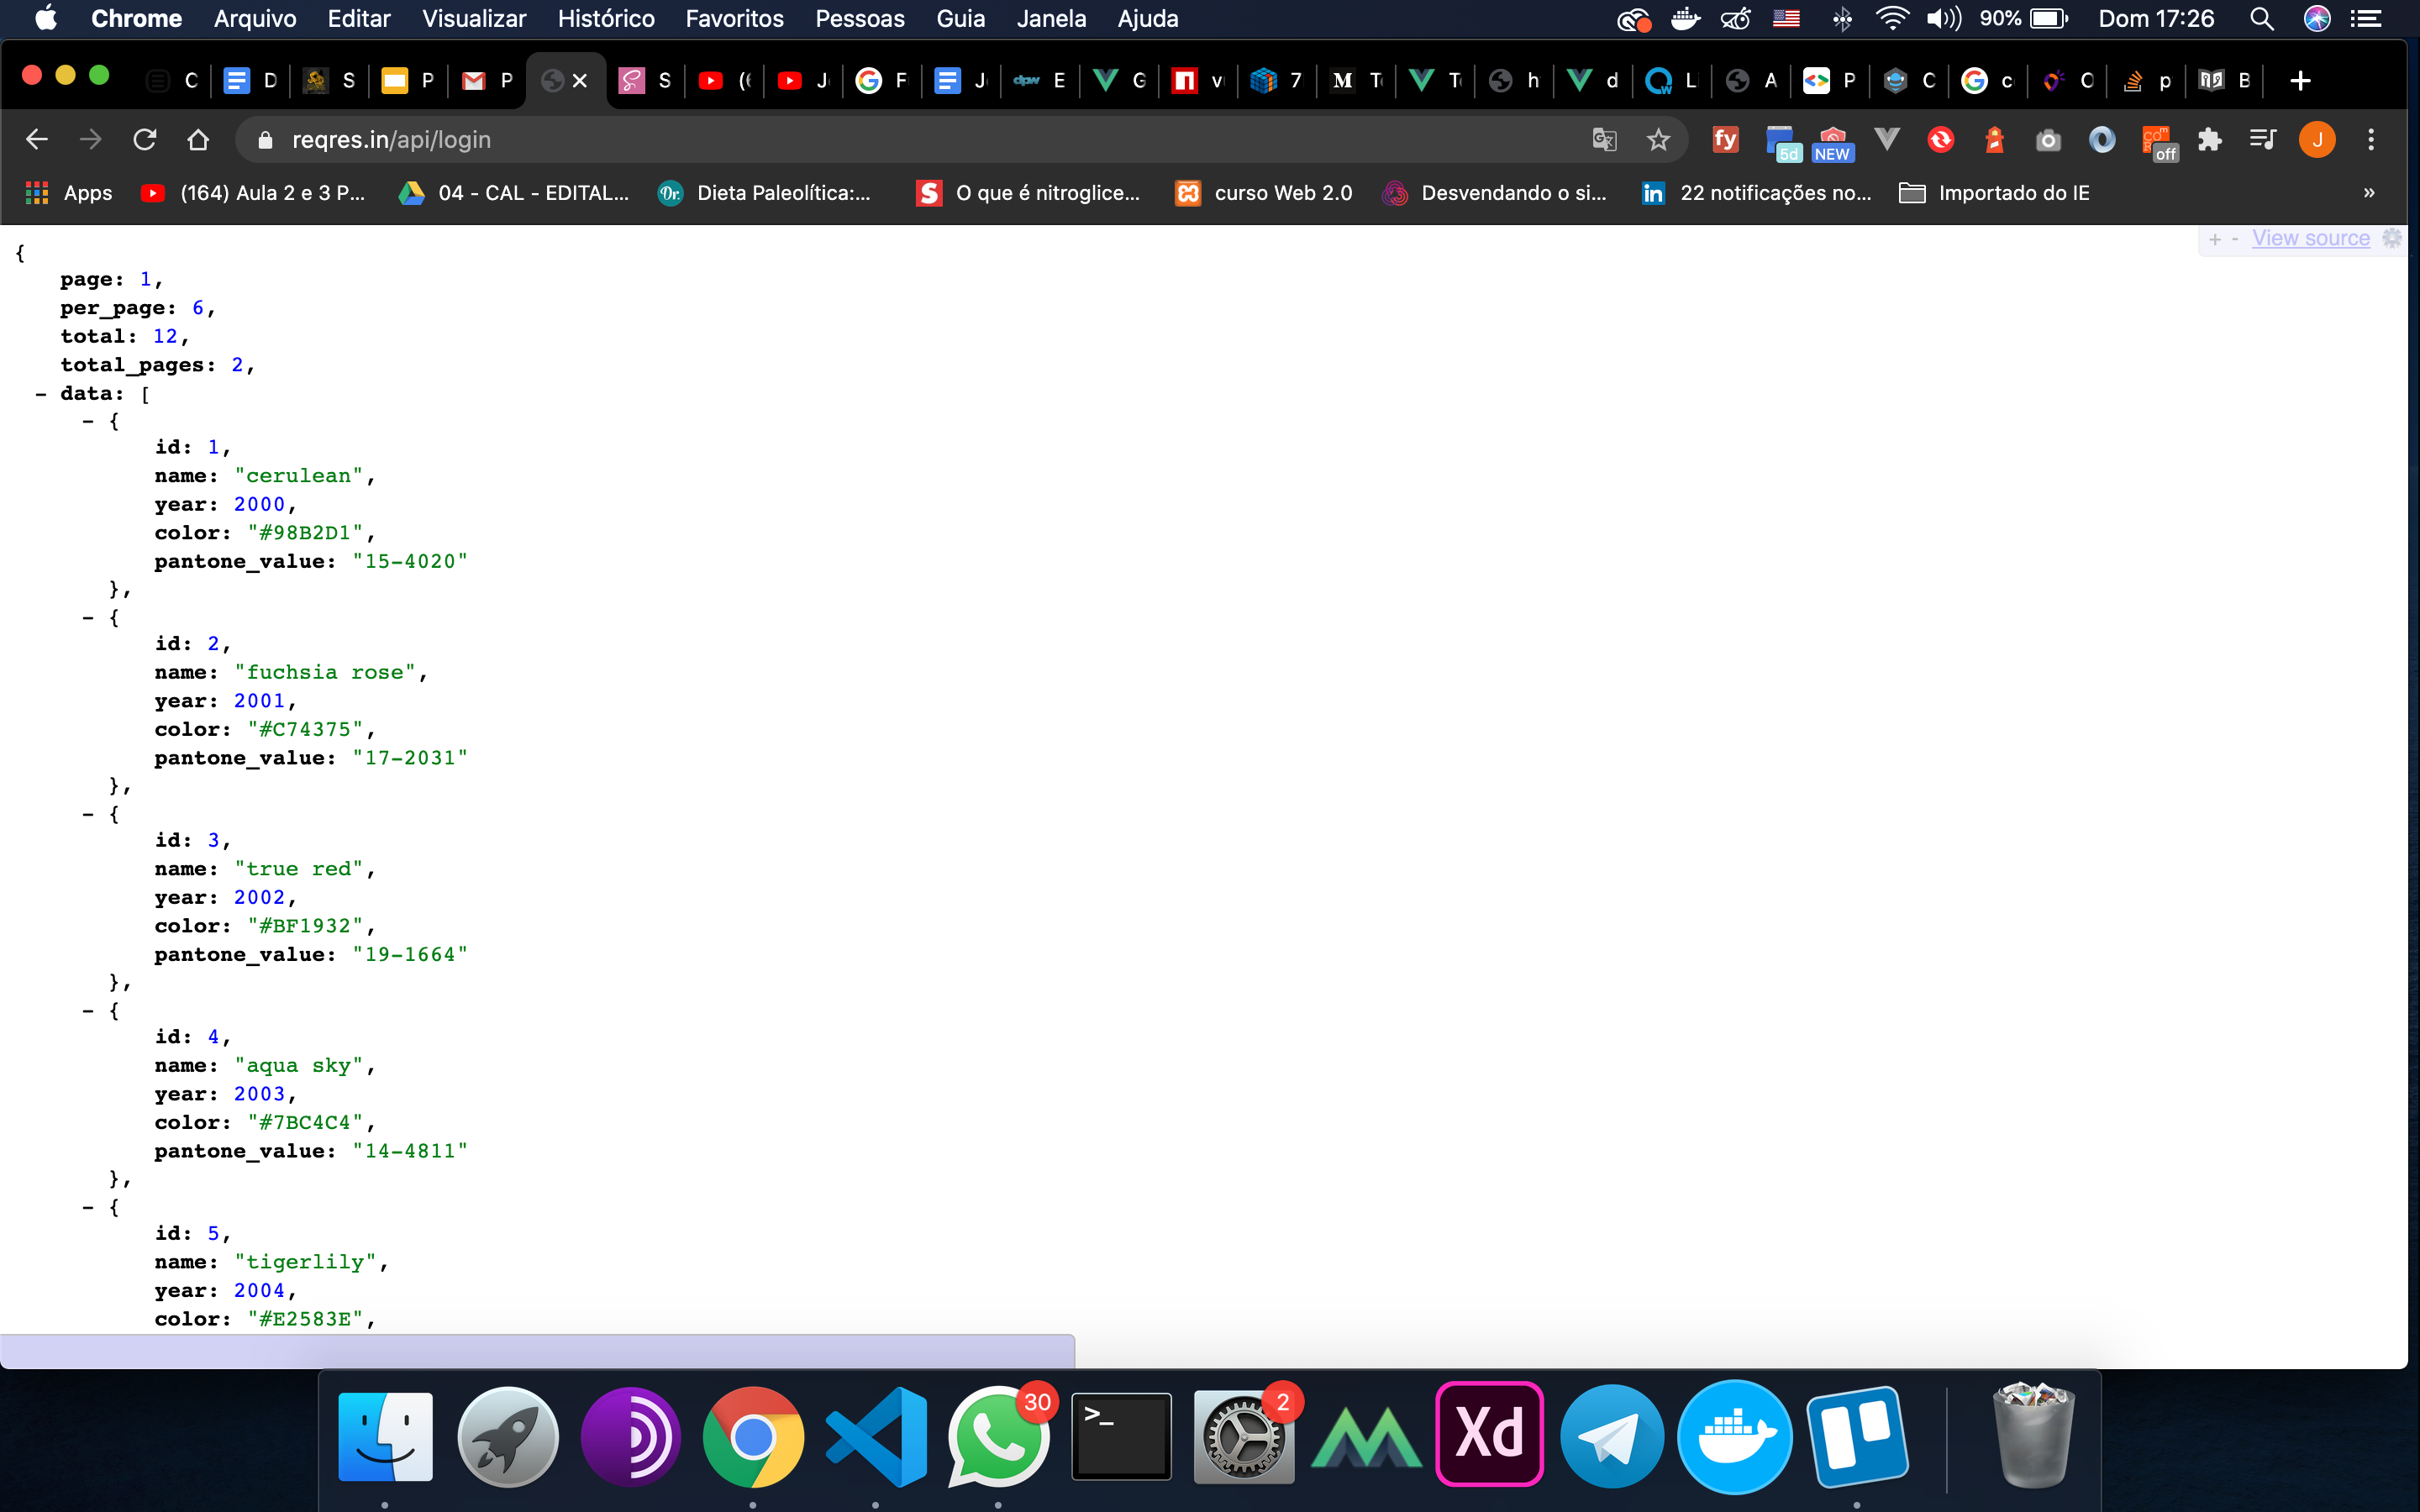 Chrome Arquivo Editar Visualizar Histórico Favoritos Pessoas Guia Janela Ajuda 90% Dom 17:26
C D S P P S ( J F J dpw E G v 7 M T T h d L A P C c O p B +
reqres.in/api/login fy 5d NEW off J
Apps (164) Aula 2 e 3 P... 04 - CAL - EDITAL... Dr. Dieta Paleolítica:... S O que é nitroglice... curso Web 2.0 Desvendando o si... in 22 notificações no... Importado do IE »
+ - View source
{
page: 1,
per_page: 6,
total: 12,
total_pages: 2,
- data: [
- {
id: 1,
name: "cerulean",
year: 2000,
color: "#98B2D1",
pantone_value: "15-4020"
},
- {
id: 2,
name: "fuchsia rose",
year: 2001,
color: "#C74375",
pantone_value: "17-2031"
},
- {
id: 3,
name: "true red",
year: 2002,
color: "#BF1932",
pantone_value: "19-1664"
},
- {
id: 4,
name: "aqua sky",
year: 2003,
color: "#7BC4C4",
pantone_value: "14-4811"
},
- {
id: 5,
name: "tigerlily",
year: 2004,
color: "#E2583E",
30 >_ 2 Xd